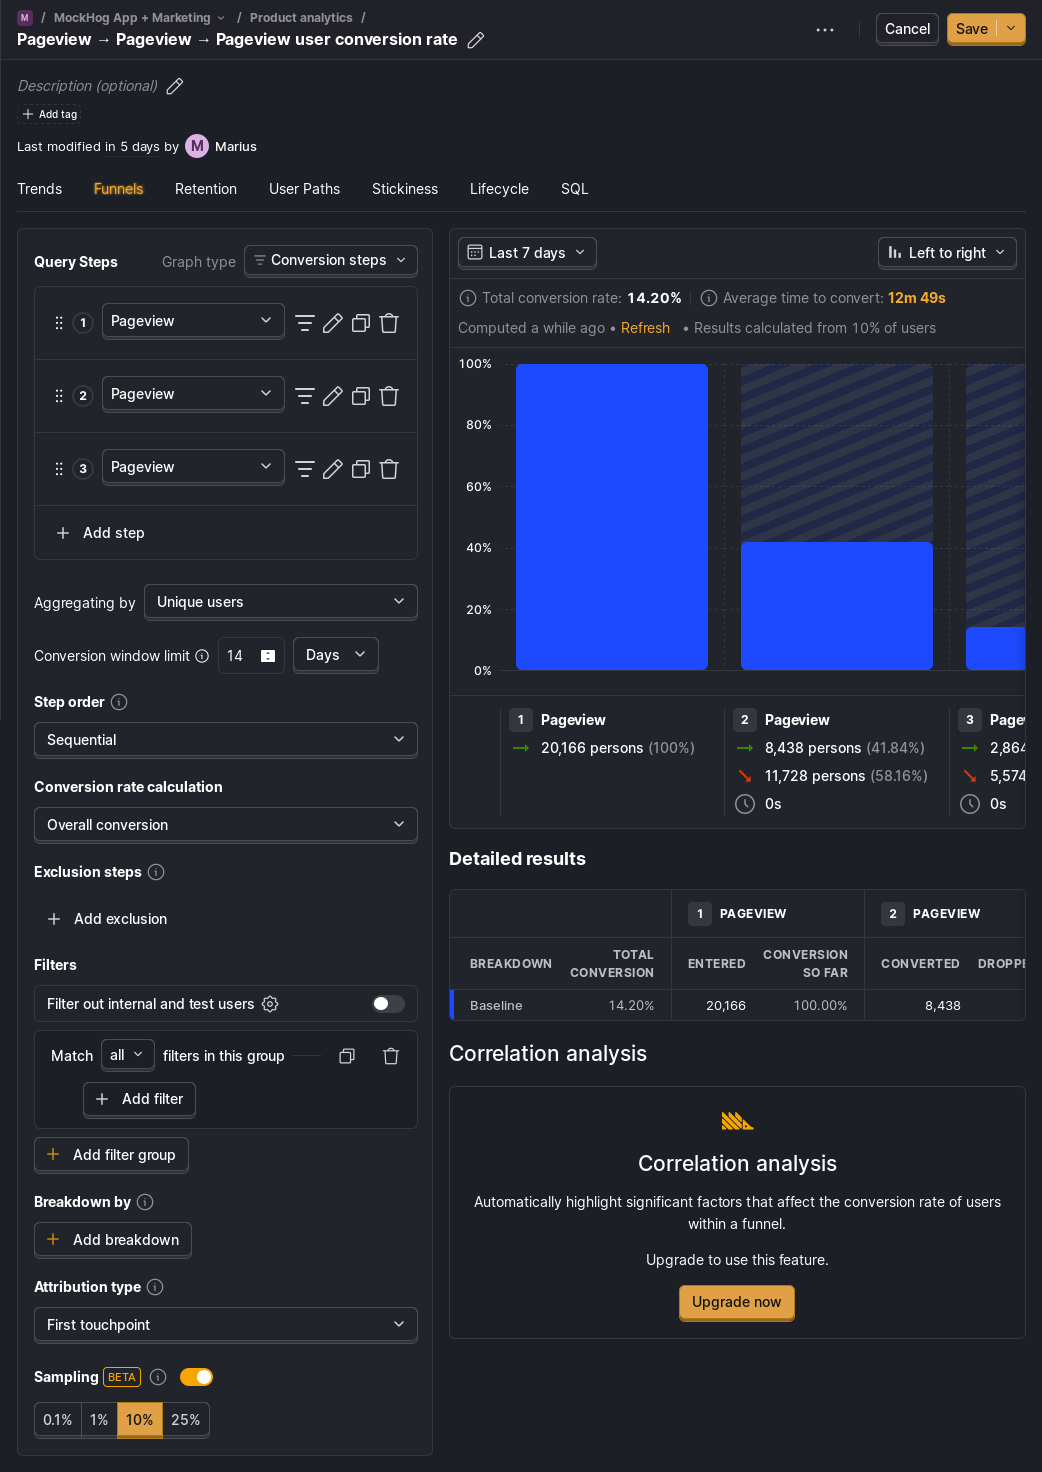 M / MockHog App + Marketing / Product analytics /
Pageview → Pageview → Pageview user conversion rate
Cancel
Save
Description (optional)
Add tag
Last modified in 5 days by M Marius
Trends Funnels Retention User Paths Stickiness Lifecycle SQL
Query Steps Graph type Conversion steps
1 Pageview
2 Pageview
3 Pageview
Add step
Aggregating by Unique users
Conversion window limit 14 Days
Step order
Sequential
Conversion rate calculation
Overall conversion
Exclusion steps
Add exclusion
Filters
Filter out internal and test users
Match all filters in this group
Add filter
Add filter group
Breakdown by
Add breakdown
Attribution type
First touchpoint
Sampling BETA
0.1% 1% 10% 25%
Last 7 days Left to right
Total conversion rate: 14.20% Average time to convert: 12m 49s
Computed a while ago • Refresh • Results calculated from 10% of users
100%
80%
60%
40%
20%
0%
1 Pageview
20,166 persons (100%)
2 Pageview
8,438 persons (41.84%)
11,728 persons (58.16%)
0s
3 Pagev
2,864
5,574
0s
Detailed results
1 PAGEVIEW 2 PAGEVIEW
BREAKDOWN TOTAL CONVERSION ENTERED CONVERSION SO FAR CONVERTED DROPPE
Baseline 14.20% 20,166 100.00% 8,438
Correlation analysis
Correlation analysis
Automatically highlight significant factors that affect the conversion rate of users
within a funnel.
Upgrade to use this feature.
Upgrade now